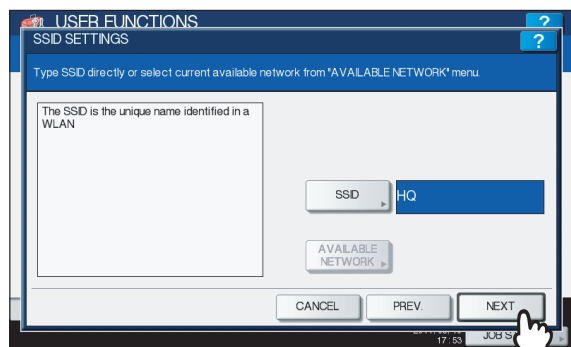 USER FUNCTIONS
?
SSID SETTINGS
?
Type SSID directly or select current available network from "AVAILABLE NETWORK" menu.
The SSID is the unique name identified in a
WLAN
SSID
HQ
AVAILABLE
NETWORK
CANCEL
PREV.
NEXT
JOB S
17 : 53